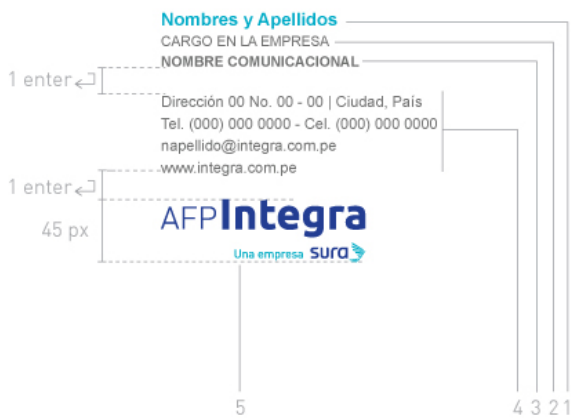 Nombres y Apellidos
CARGO EN LA EMPRESA
NOMBRE COMUNICACIONAL
1 enter
Dirección 00 No. 00 - 00 | Ciudad, País
Tel. (000) 000 0000 - Cel. (000) 000 0000
napellido@integra.com.pe
www.integra.com.pe
1 enter
AFPIntegra
45 px
Una empresa sura
5 4 3 2 1